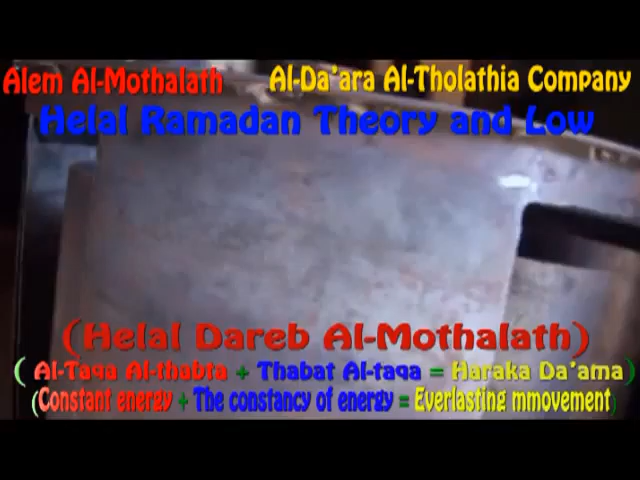 Alem Al-Mothalath
Al-Da'ara Al-Tholathia Company
Helal Ramadan Theory and Low
(Helal Dareb Al-Mothalath)
( Al-Taqa Al-thabta + Thabat Al-taqa = Haraka Da'ama)
(Constant energy + The constancy of energy = Everlasting mmovement)